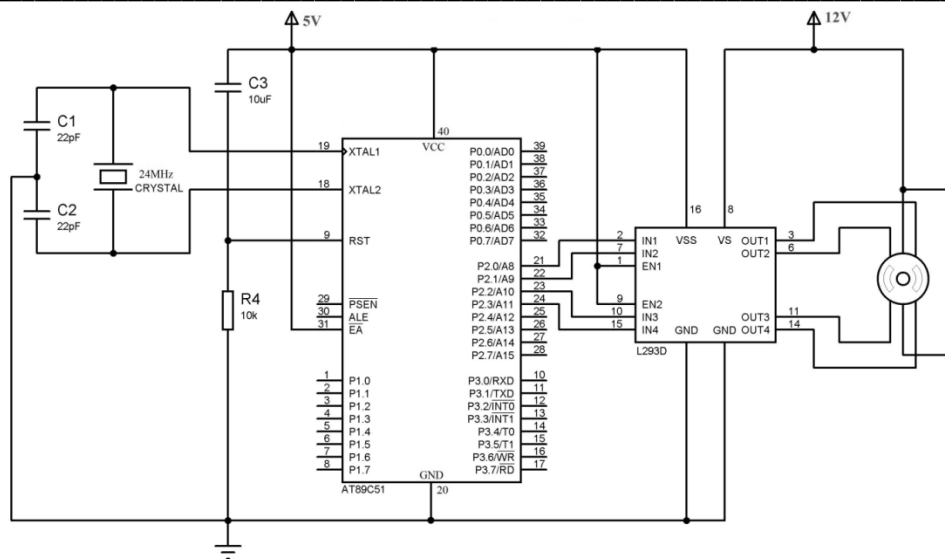 5V
12V
C3
10uF
C1
22pF
24MHz
CRYSTAL
C2
22pF
R4
10k
40
VCC
19 XTAL1
18 XTAL2
9 RST
29 PSEN
30 ALE
31 EA
1 P1.0
2 P1.1
3 P1.2
4 P1.3
5 P1.4
6 P1.5
7 P1.6
8 P1.7
P0.0/AD0 39
P0.1/AD1 38
P0.2/AD2 37
P0.3/AD3 36
P0.4/AD4 35
P0.5/AD5 34
P0.6/AD6 33
P0.7/AD7 32
P2.0/A8 21
P2.1/A9 22
P2.2/A10 23
P2.3/A11 24
P2.4/A12 25
P2.5/A13 26
P2.6/A14 27
P2.7/A15 28
P3.0/RXD 10
P3.1/TXD 11
P3.2/INT0 12
P3.3/INT1 13
P3.4/T0 14
P3.5/T1 15
P3.6/WR 16
P3.7/RD 17
GND
20
AT89C51
16 8
VSS VS
2 IN1
7 IN2
1 EN1
9 EN2
10 IN3
15 IN4
OUT1 3
OUT2 6
OUT3 11
OUT4 14
GND GND
L293D